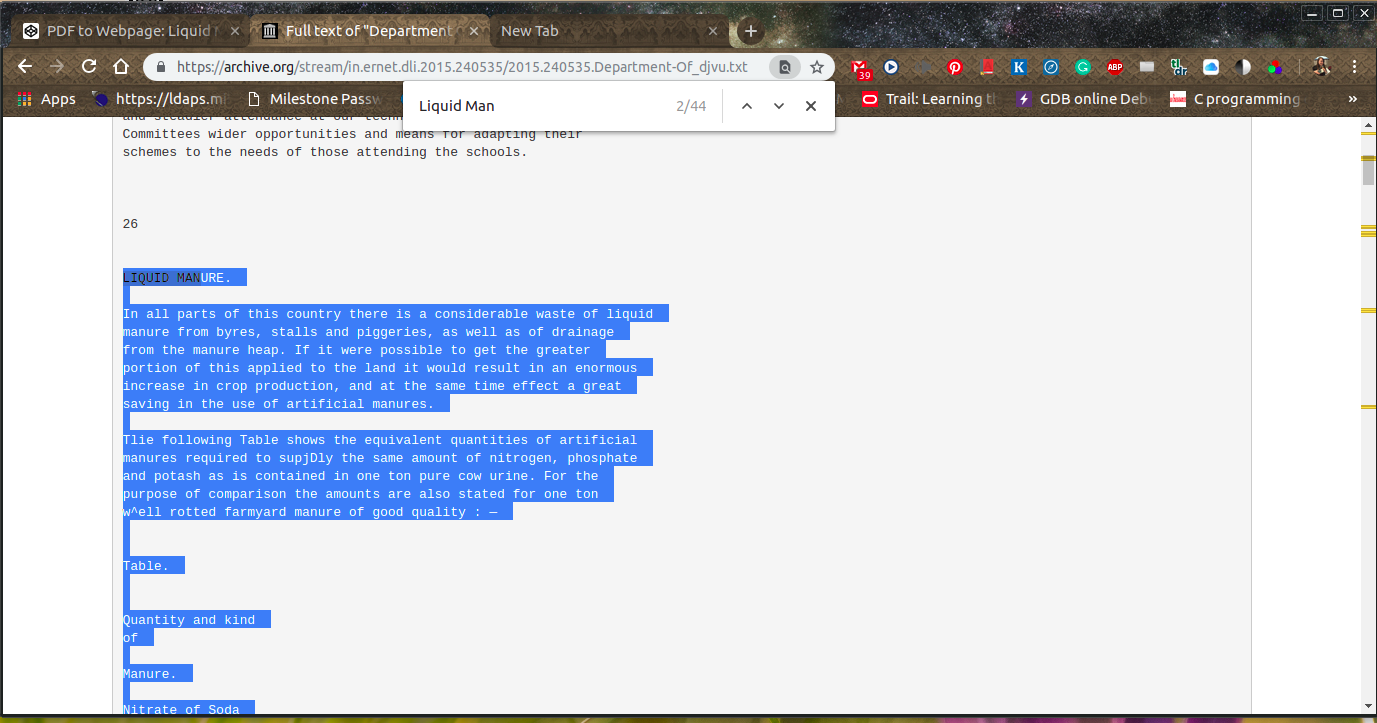 PDF to Webpage: Liquid
Full text of "Department
New Tab
https://archive.org/stream/in.ernet.dli.2015.240535/2015.240535.Department-Of_djvu.txt
39
K
ABP
Apps
https://ldaps.m
Milestone Passw
Trail: Learning t
GDB online Deb
C programming
»
Liquid Man
2/44
Committees wider opportunities and means for adapting their
schemes to the needs of those attending the schools.
26
LIQUID MANURE.
In all parts of this country there is a considerable waste of liquid
manure from byres, stalls and piggeries, as well as of drainage
from the manure heap. If it were possible to get the greater
portion of this applied to the land it would result in an enormous
increase in crop production, and at the same time effect a great
saving in the use of artificial manures.
Tlie following Table shows the equivalent quantities of artificial
manures required to supjDly the same amount of nitrogen, phosphate
and potash as is contained in one ton pure cow urine. For the
purpose of comparison the amounts are also stated for one ton
w^ell rotted farmyard manure of good quality : —
Table.
Quantity and kind
of
Manure.
Nitrate of Soda